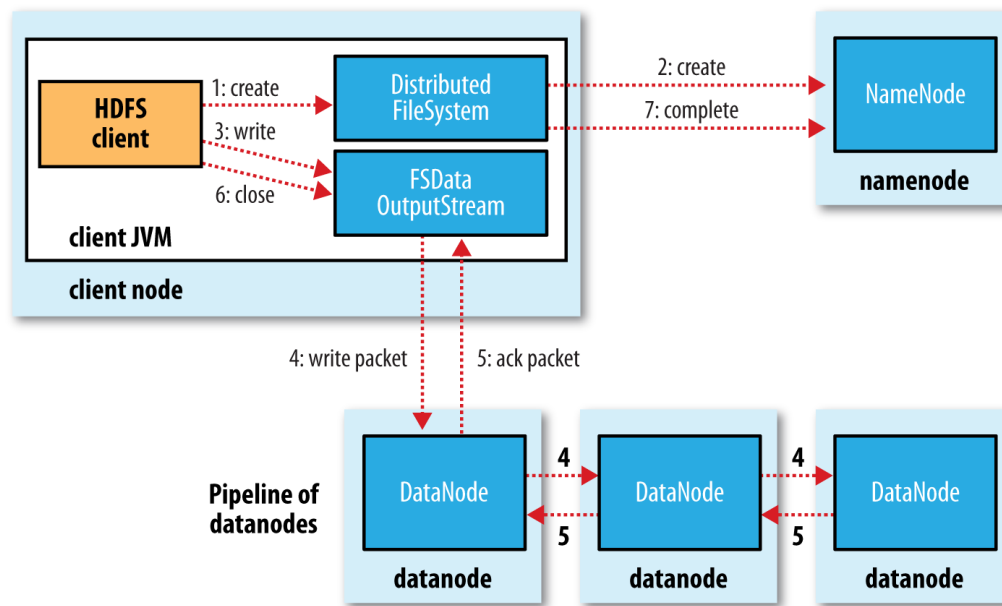 HDFS
client
1: create
3: write
6: close
Distributed
FileSystem
FSData
OutputStream
client JVM
client node
2: create
7: complete
NameNode
namenode
4: write packet
5: ack packet
Pipeline of
datanodes
DataNode
datanode
4
5
DataNode
datanode
4
5
DataNode
datanode